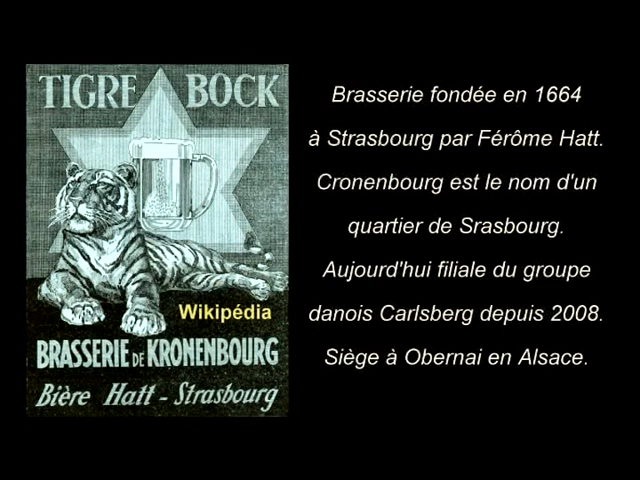 TIGRE BOCK
Wikipédia
BRASSERIE DE KRONENBOURG
Bière Hatt - Strasbourg
Brasserie fondée en 1664
à Strasbourg par Férôme Hatt.
Cronenbourg est le nom d'un
quartier de Srasbourg.
Aujourd'hui filiale du groupe
danois Carlsberg depuis 2008.
Siège à Obernai en Alsace.